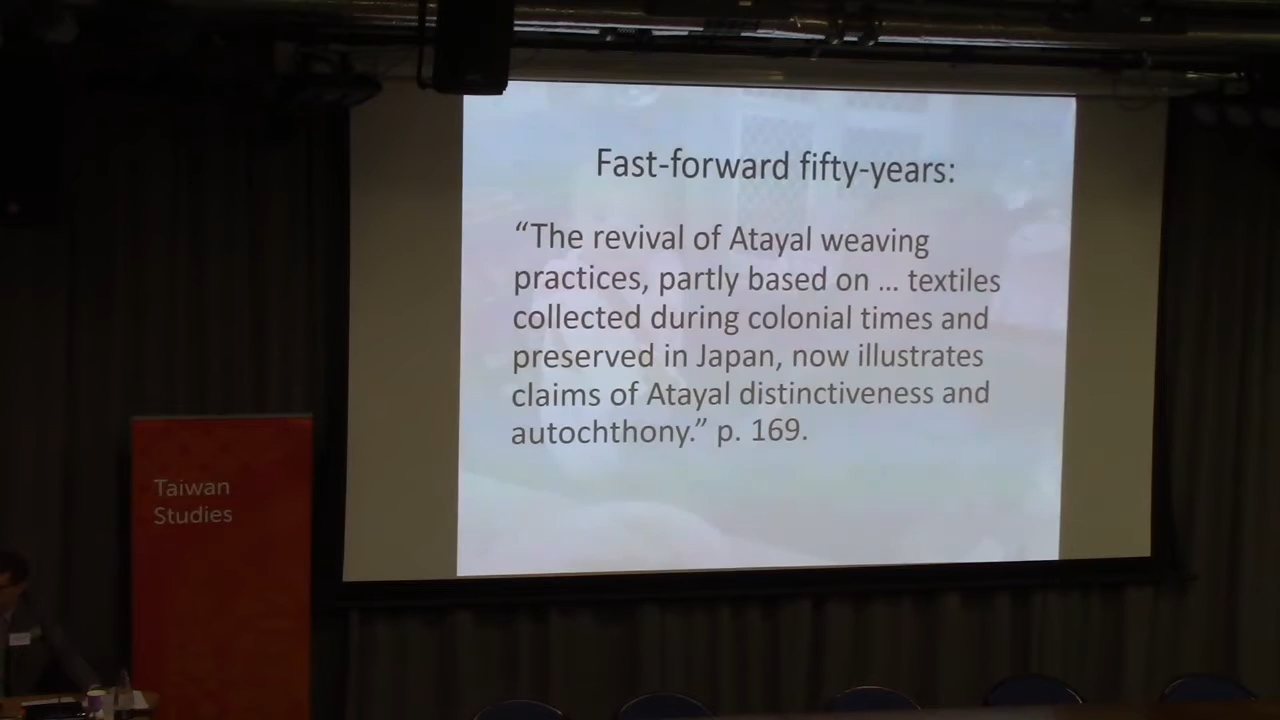 Fast-forward fifty-years:
“The revival of Atayal weaving
practices, partly based on ... textiles
collected during colonial times and
preserved in Japan, now illustrates
claims of Atayal distinctiveness and
autochthony.” p. 169.
Taiwan
Studies